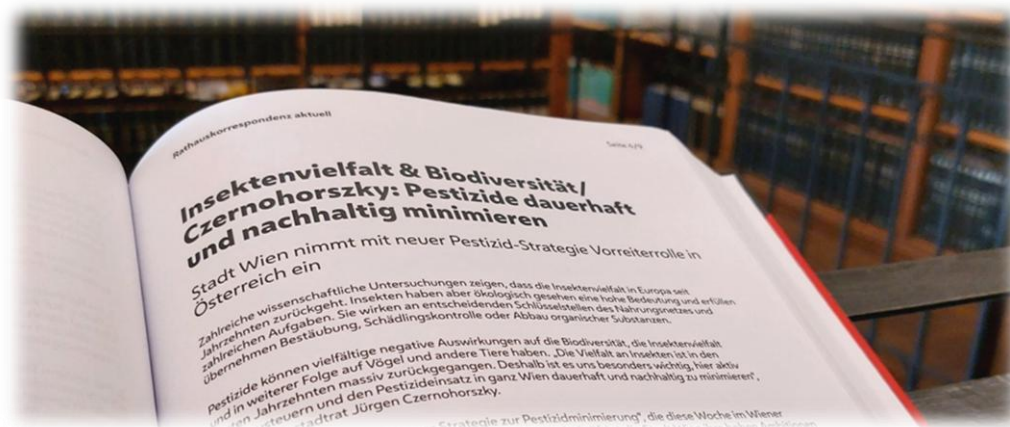 Rathauskorrespondenz aktuell
Seite 6/9
Insektenvielfalt & Biodiversität/
Czernohorszky: Pestizide dauerhaft
und nachhaltig minimieren
Stadt Wien nimmt mit neuer Pestizid-Strategie Vorreiterrolle in
Österreich ein
Zahlreiche wissenschaftliche Untersuchungen zeigen, dass die Insektenvielfalt in Europa seit
Jahrzehnten zurückgeht. Insekten haben aber ökologisch gesehen eine hohe Bedeutung und erfüllen
zahlreichen Aufgaben. Sie wirken an entscheidenden Schlüsselstellen des Nahrungsnetzes und
übernehmen Bestäubung, Schädlingskontrolle oder Abbau organischer Substanzen.
Pestizide können vielfältige negative Auswirkungen auf die Biodiversität, die Insektenvielfalt
und in weiterer Folge auf Vögel und andere Tiere haben. „Die Vielfalt an Insekten ist in den
Jahrzehnten massiv zurückgegangen. Deshalb ist es uns besonders wichtig, hier aktiv
und den Pestizideinsatz in ganz Wien dauerhaft und nachhaltig zu minimieren",
Jürgen Czernohorszky.
Strategie zur Pestizidminimierung", die diese Woche im Wiener